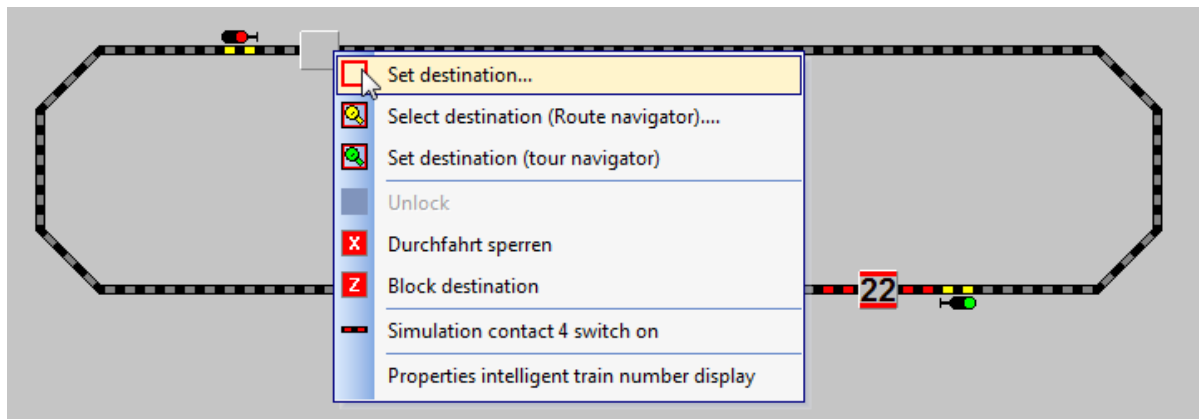 Set destination...
Select destination (Route navigator)....
Set destination (tour navigator)
Unlock
X Durchfahrt sperren
Z Block destination
22
Simulation contact 4 switch on
Properties intelligent train number display